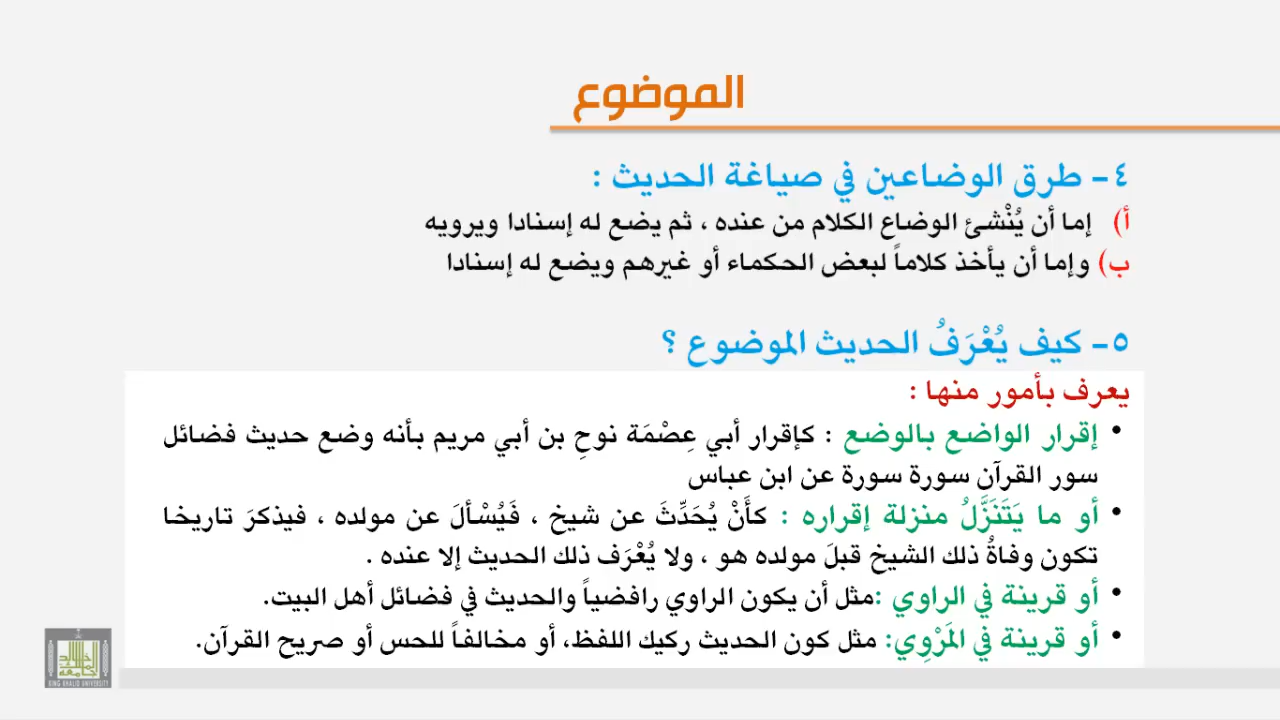 الموضوع
٤- طرق الوضاعين في صياغة الحديث :
أ) إما أن يُنْشئ الوضاع الكلام من عنده ، ثم يضع له إسنادا ويرويه
ب) وإما أن يأخذ كلاماً لبعض الحكماء أو غيرهم ويضع له إسنادا
٥- كيف يُعْرَفُ الحديث الموضوع ؟
يعرف بأمور منها :
• إقرار الواضع بالوضع : كإقرار أبي عِصْمَة نوحِ بن أبي مريم بأنه وضع حديث فضائل
سور القرآن سورة سورة عن ابن عباس
• أو ما يَتَنَزَّلُ منزلة إقراره : كأَنْ يُحَدِّثَ عن شيخ ، فَيُسْألَ عن مولده ، فيذكرَ تاريخا
تكون وفاةُ ذلك الشيخ قبلَ مولده هو ، ولا يُعْرَف ذلك الحديث إلا عنده .
• أو قرينة في الراوي :مثل أن يكون الراوي رافضياً والحديث في فضائل أهل البيت.
• أو قرينة في المَرْوِي: مثل كون الحديث ركيك اللفظ، أو مخالفاً للحس أو صريح القرآن.
KING KHALID UNIVERSITY